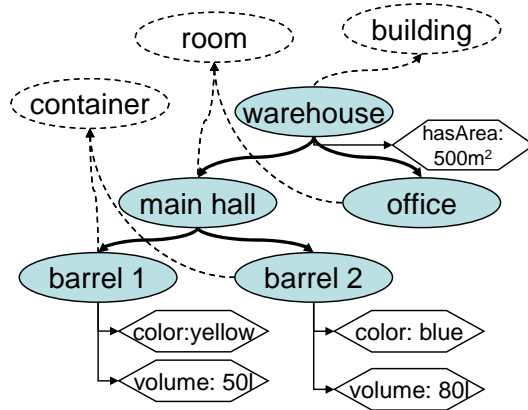 building
room
container
warehouse
hasArea:
500m²
main hall
office
barrel 1
barrel 2
color:yellow
color: blue
volume: 50l
volume: 80l